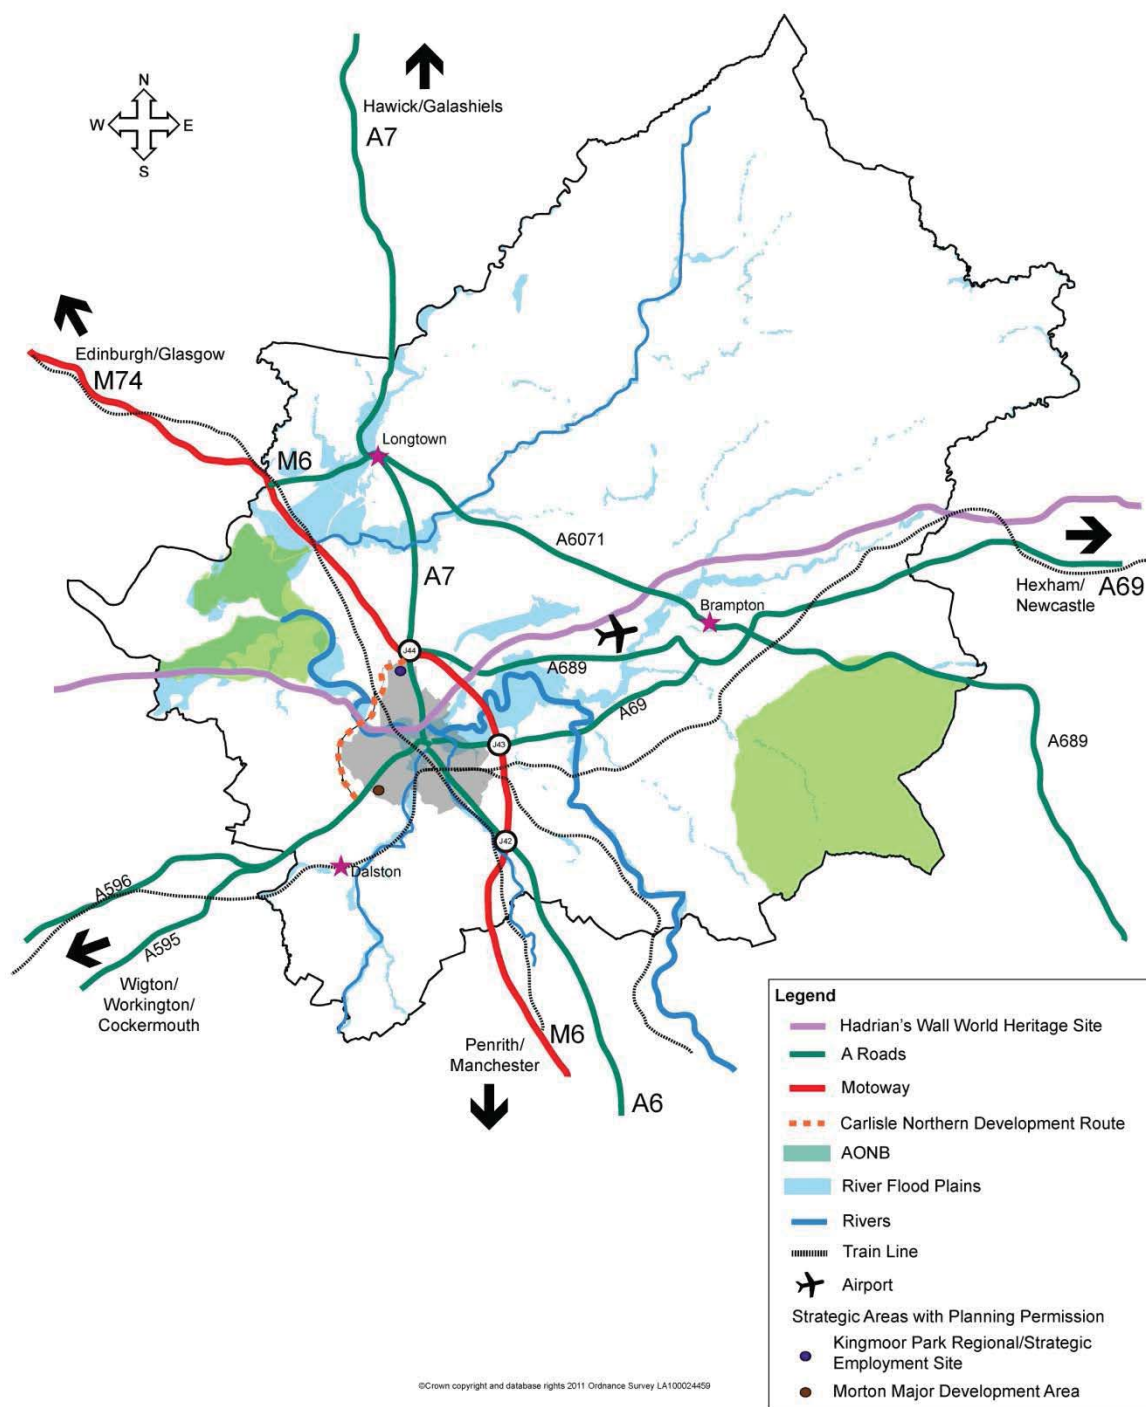 N
W
E
S
Hawick/Galashiels
A7
Edinburgh/Glasgow
M74
M6
Longtown
A6071
A7
Hexham/
Newcastle
A69
Brampton
J44
A689
A69
J43
A689
J42
Dalston
A596
A595
Wigton/
Workington/
Cockermouth
Penrith/
Manchester
M6
A6
Legend
Hadrian's Wall World Heritage Site
A Roads
Motoway
Carlisle Northern Development Route
AONB
River Flood Plains
Rivers
Train Line
Airport
Strategic Areas with Planning Permission
Kingmoor Park Regional/Strategic
Employment Site
Morton Major Development Area
©Crown copyright and database rights 2011 Ordnance Survey LA100024459